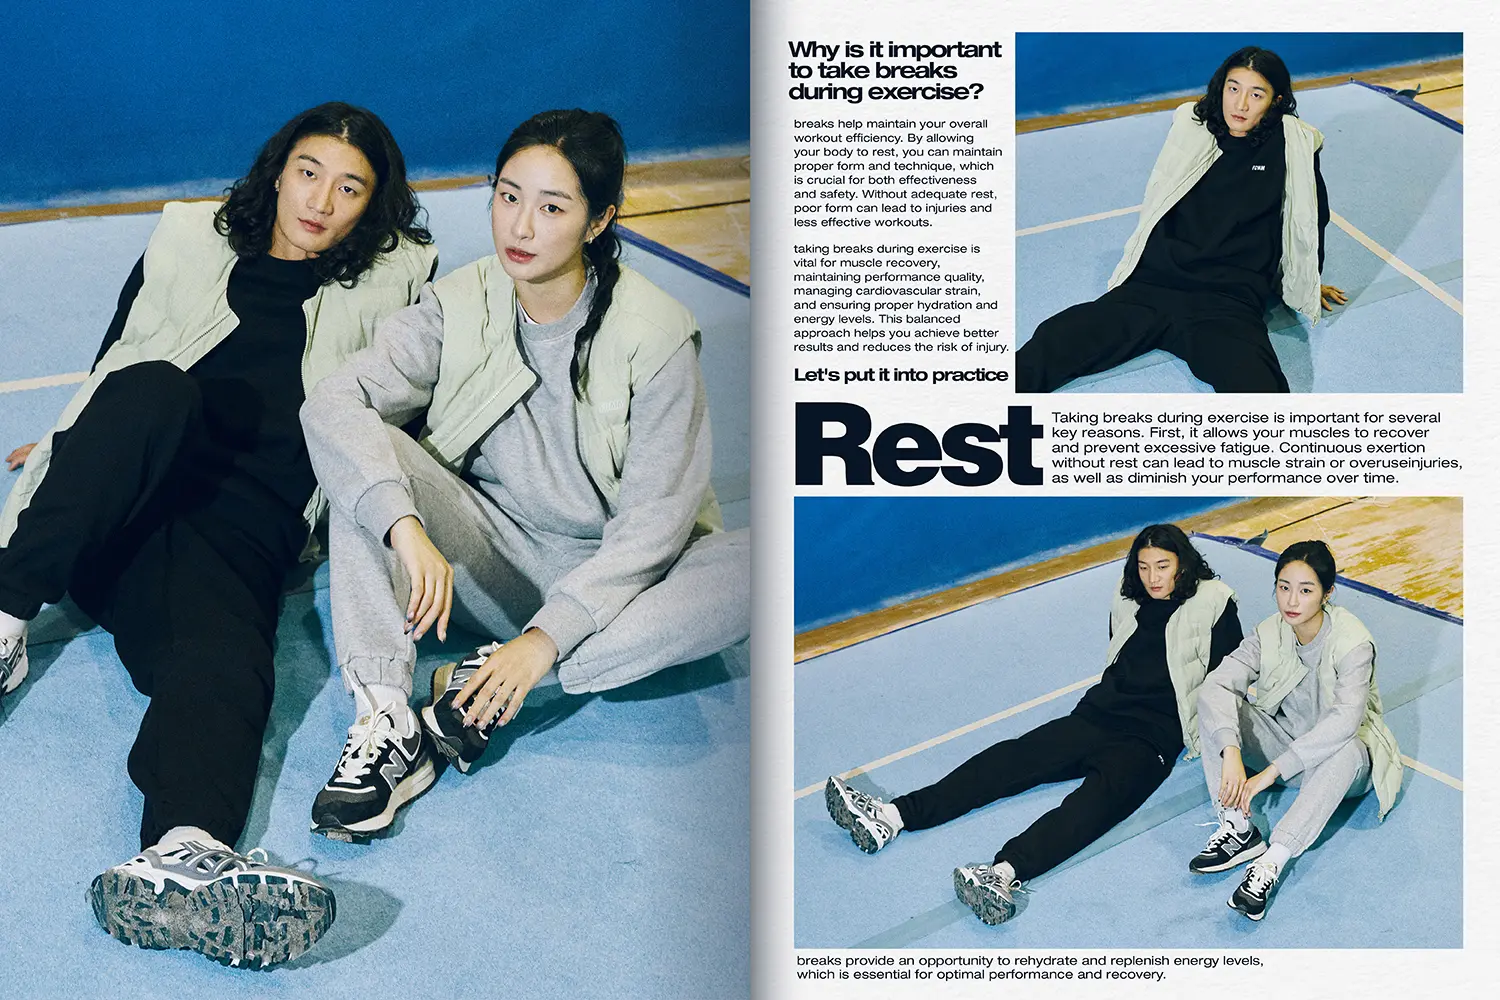 Why is it important
to take breaks
during exercise?
breaks help maintain your overall
workout efficiency. By allowing
your body to rest, you can maintain
proper form and technique, which
is crucial for both effectiveness
and safety. Without adequate rest,
poor form can lead to injuries and
less effective workouts.
taking breaks during exercise is
vital for muscle recovery,
maintaining performance quality,
managing cardiovascular strain,
and ensuring proper hydration and
energy levels. This balanced
approach helps you achieve better
results and reduces the risk of injury.
Let's put it into practice
Rest
Taking breaks during exercise is important for several
key reasons. First, it allows your muscles to recover
and prevent excessive fatigue. Continuous exertion
without rest can lead to muscle strain or overuseinjuries,
as well as diminish your performance over time.
N
N
N
breaks provide an opportunity to rehydrate and replenish energy levels,
which is essential for optimal performance and recovery.